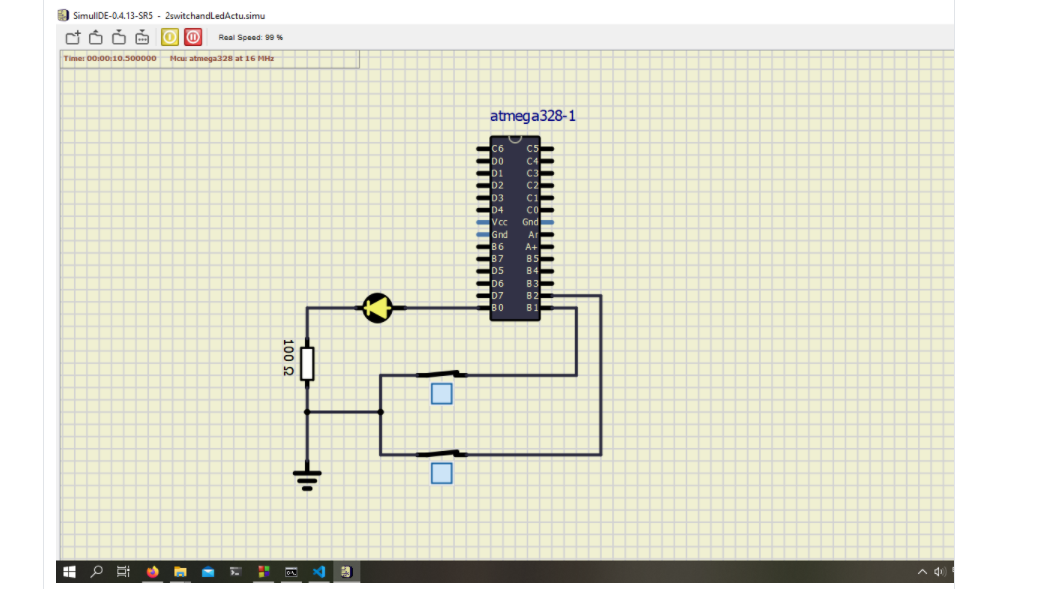 SimulIDE-0.4.13-SR5 - 2switchandLedActu.simu
Real Speed: 99 %
Time: 00:00:10.500000 Mcu: atmega328 at 16 MHz
atmega328-1
C6 C5
D0 C4
D1 C3
D2 C2
D3 C1
D4 C0
Vcc Gnd
Gnd Ar
B6 A+
B7 B5
D5 B4
D6 B3
D7 B2
B0 B1
100 Ω